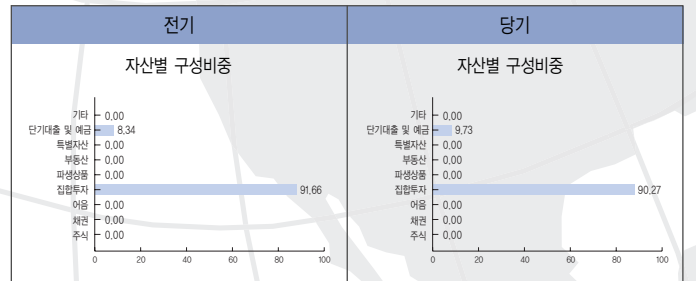 전기
당기
자산별 구성비중
자산별 구성비중
기타 0.00
단기대출 및 예금 8.34
특별자산 0.00
부동산 0.00
파생상품 0.00
집합투자 91.66
어음 0.00
채권 0.00
주식 0.00
0 20 40 60 80 100
기타 0.00
단기대출 및 예금 9.73
특별자산 0.00
부동산 0.00
파생상품 0.00
집합투자 90.27
어음 0.00
채권 0.00
주식 0.00
0 20 40 60 80 100